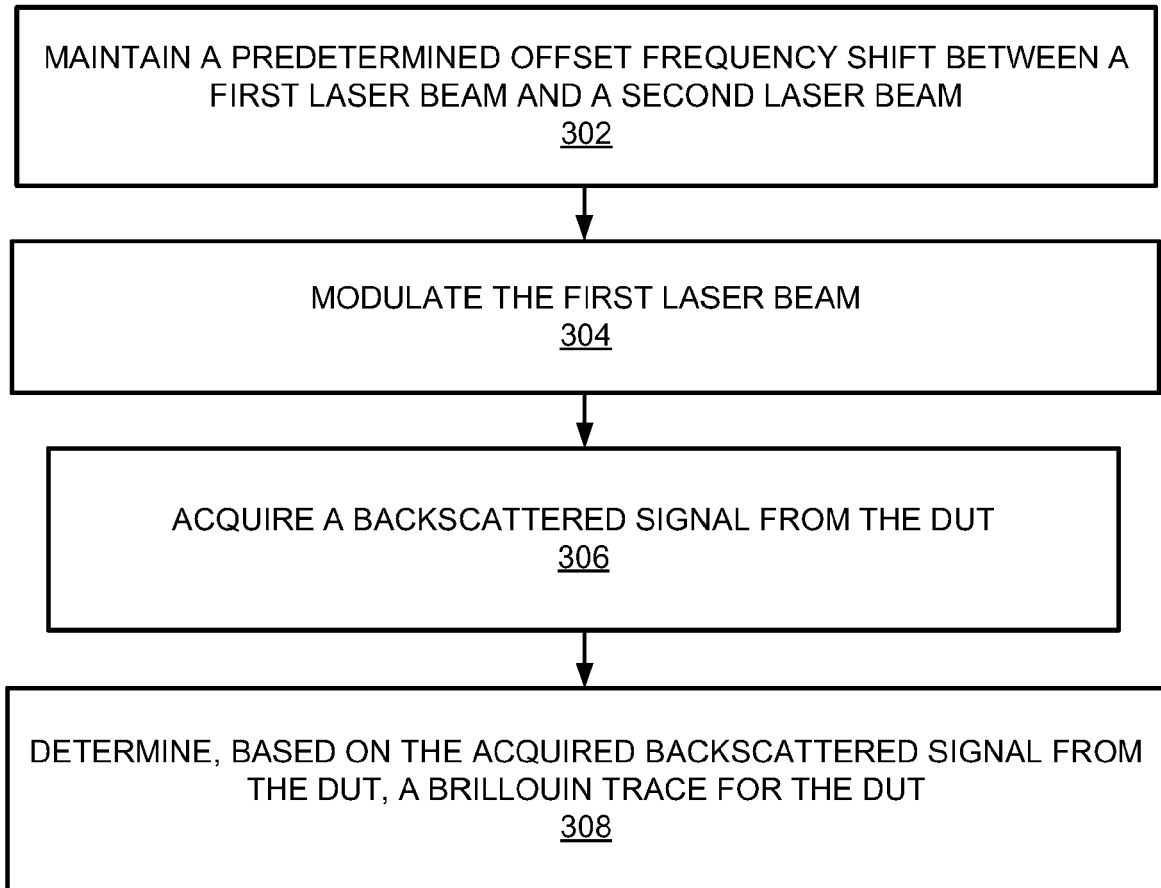 MAINTAIN A PREDETERMINED OFFSET FREQUENCY SHIFT BETWEEN A
FIRST LASER BEAM AND A SECOND LASER BEAM
302
MODULATE THE FIRST LASER BEAM
304
ACQUIRE A BACKSCATTERED SIGNAL FROM THE DUT
306
DETERMINE, BASED ON THE ACQUIRED BACKSCATTERED SIGNAL FROM
THE DUT, A BRILLOUIN TRACE FOR THE DUT
308